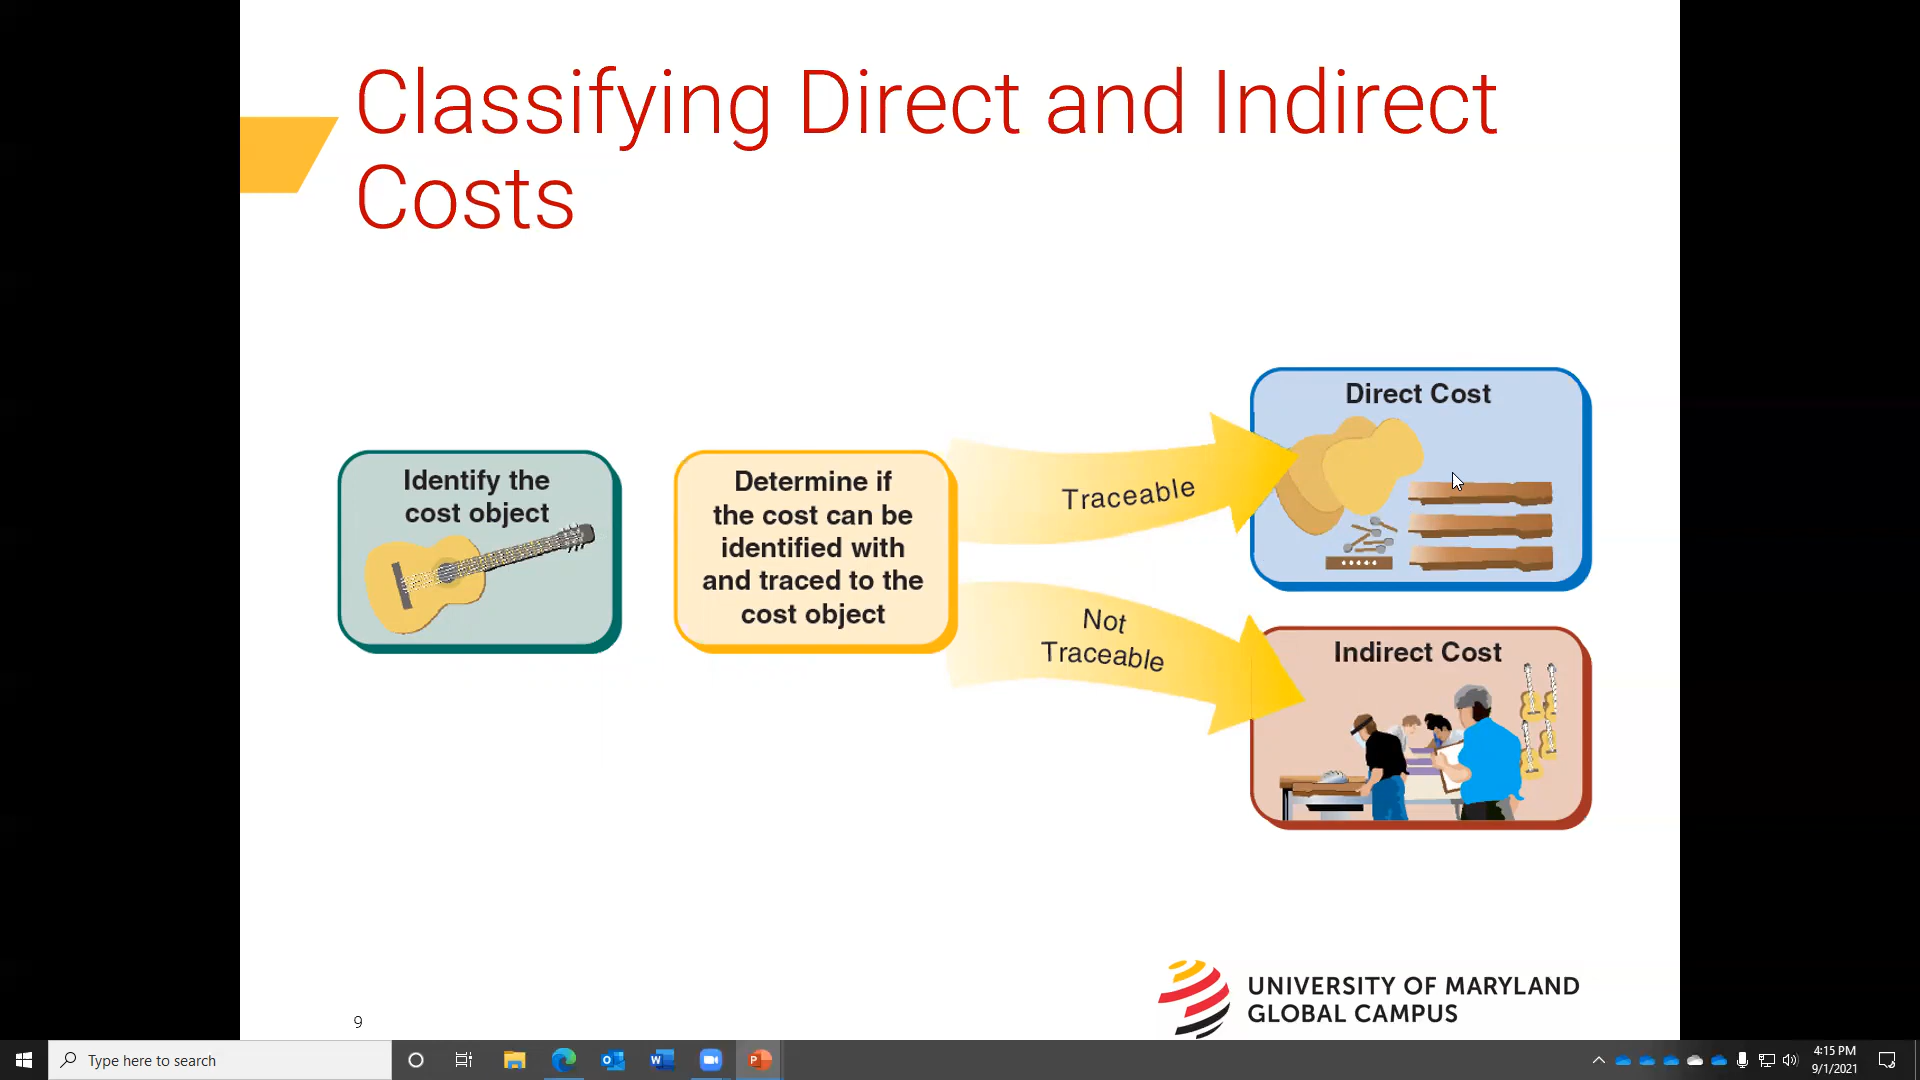 Classifying Direct and Indirect
Costs
Identify the
cost object
Determine if
the cost can be
identified with
and traced to the
cost object
Traceable
Not
Traceable
Direct Cost
Indirect Cost
UNIVERSITY OF MARYLAND
GLOBAL CAMPUS
9
Type here to search
4:15 PM
9/1/2021